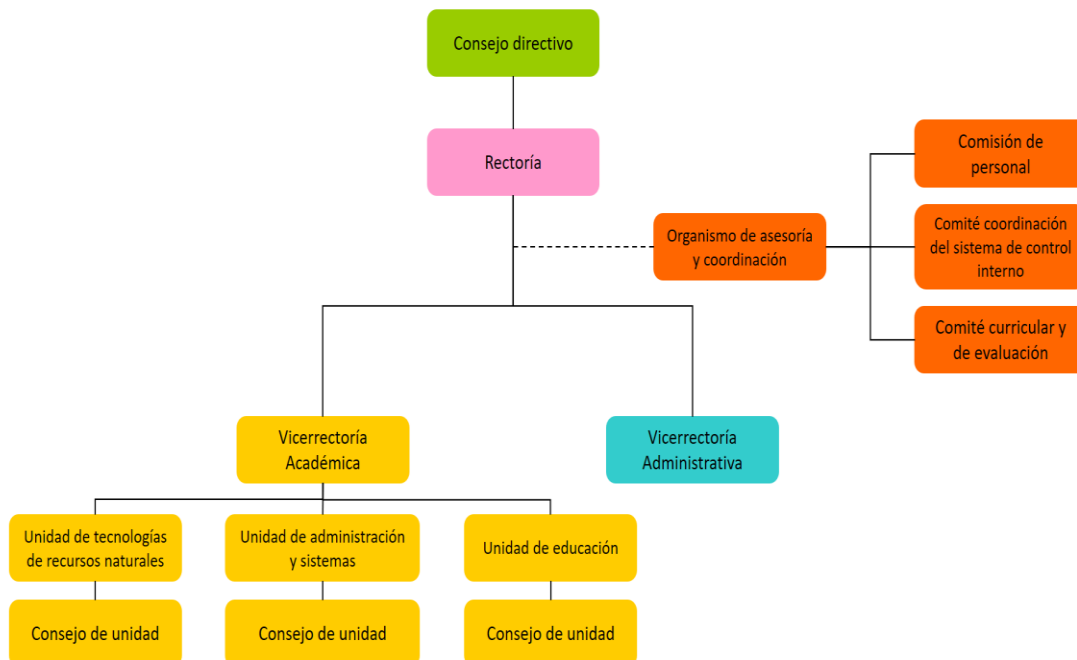 Consejo directivo
Rectoría
Organismo de asesoría
y coordinación
Comisión de
personal
Comité coordinación
del sistema de control
interno
Comité curricular y
de evaluación
Vicerrectoría
Académica
Vicerrectoría
Administrativa
Unidad de tecnologías
de recursos naturales
Unidad de administración
y sistemas
Unidad de educación
Consejo de unidad
Consejo de unidad
Consejo de unidad